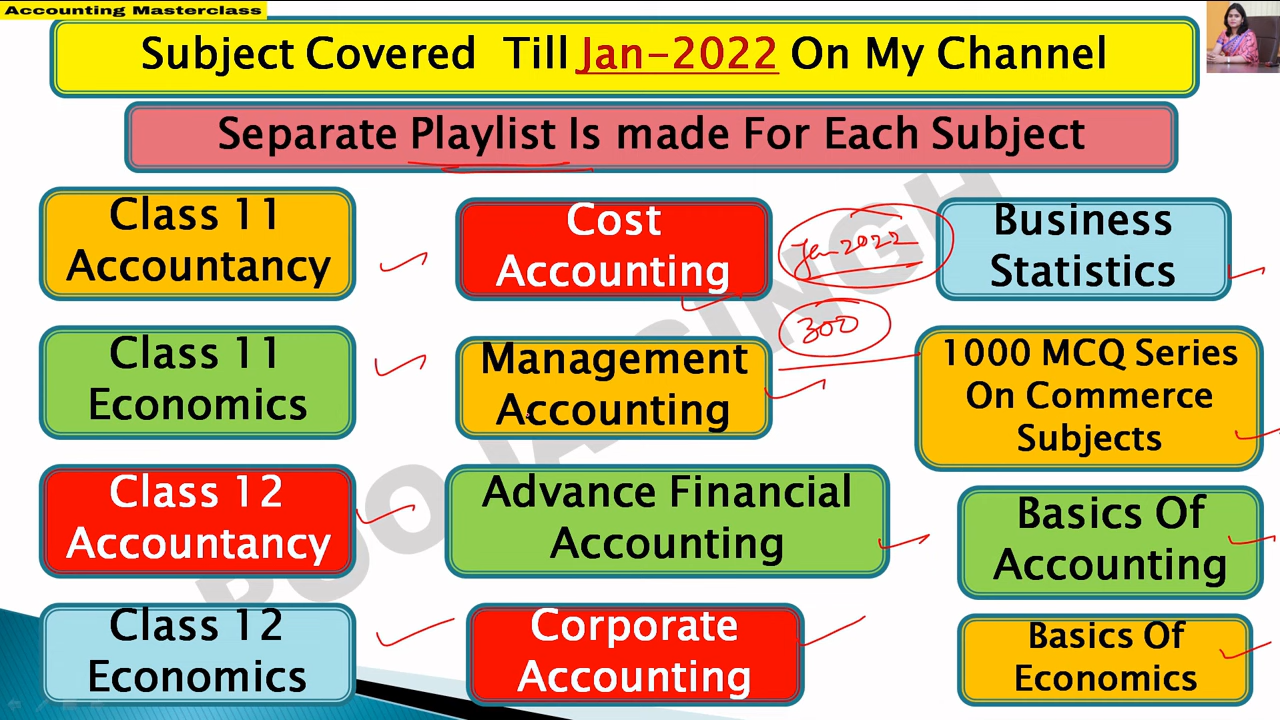 Accounting Masterclass
Subject Covered Till Jan-2022 On My Channel
Separate Playlist Is made For Each Subject
Class 11
Accountancy
Cost
Accounting
Jan 2022
Business
Statistics
300
Class 11
Economics
Management
Accounting
1000 MCQ Series
On Commerce
Subjects
Class 12
Accountancy
Advance Financial
Accounting
Basics Of
Accounting
Class 12
Economics
Corporate
Accounting
Basics Of
Economics
POOJA SINGH